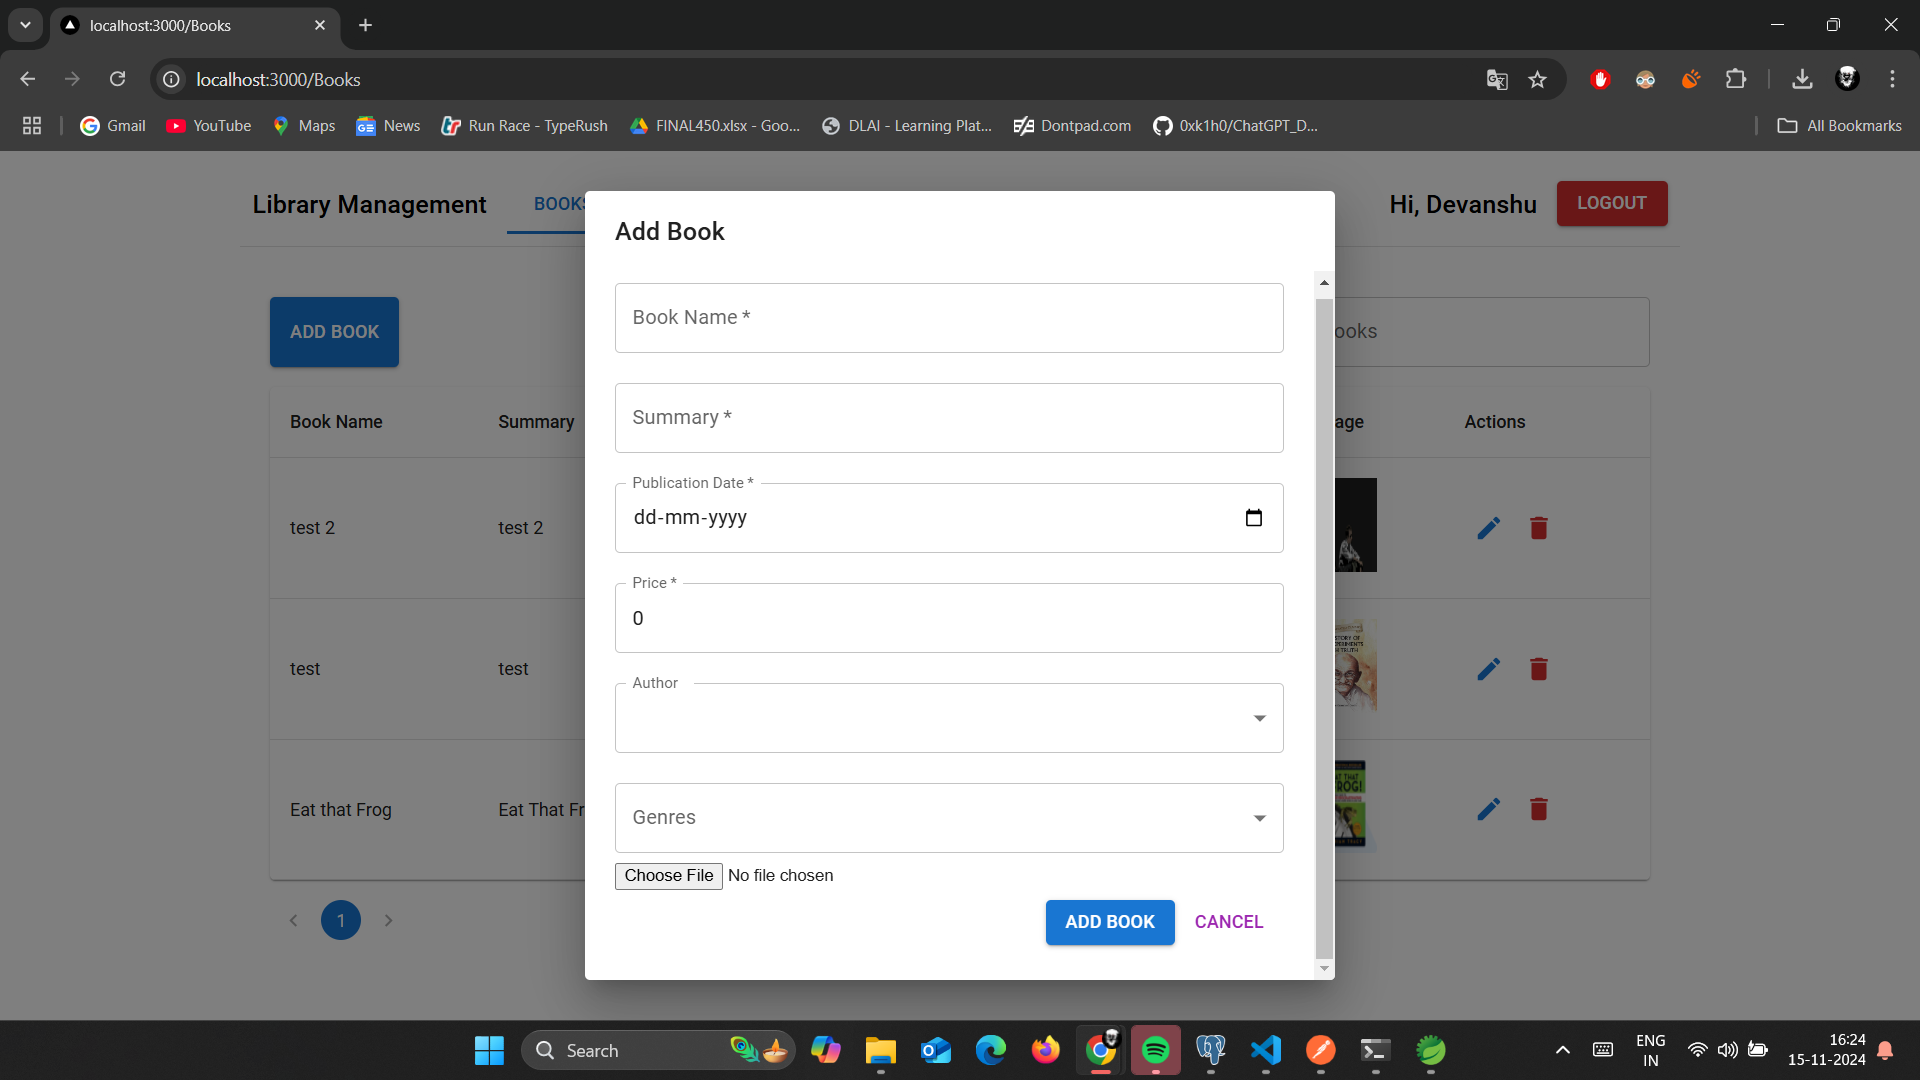 localhost:3000/Books
localhost:3000/Books
Gmail YouTube Maps News Run Race - TypeRush FINAL450.xlsx - Goo... DLAI - Learning Plat... Dontpad.com 0xk1h0/ChatGPT_D... All Bookmarks
Library Management BOOKS Hi, Devanshu LOGOUT
Add Book
ADD BOOK
Book Name *
ooks
Book Name Summary age Actions
Summary *
Publication Date *
dd-mm-yyyy
test 2 test 2
Price *
0
test test
Author
Genres
Eat that Frog Eat That Fr
Choose File No file chosen
ADD BOOK CANCEL
1
Search
ENG
IN
16:24
15-11-2024